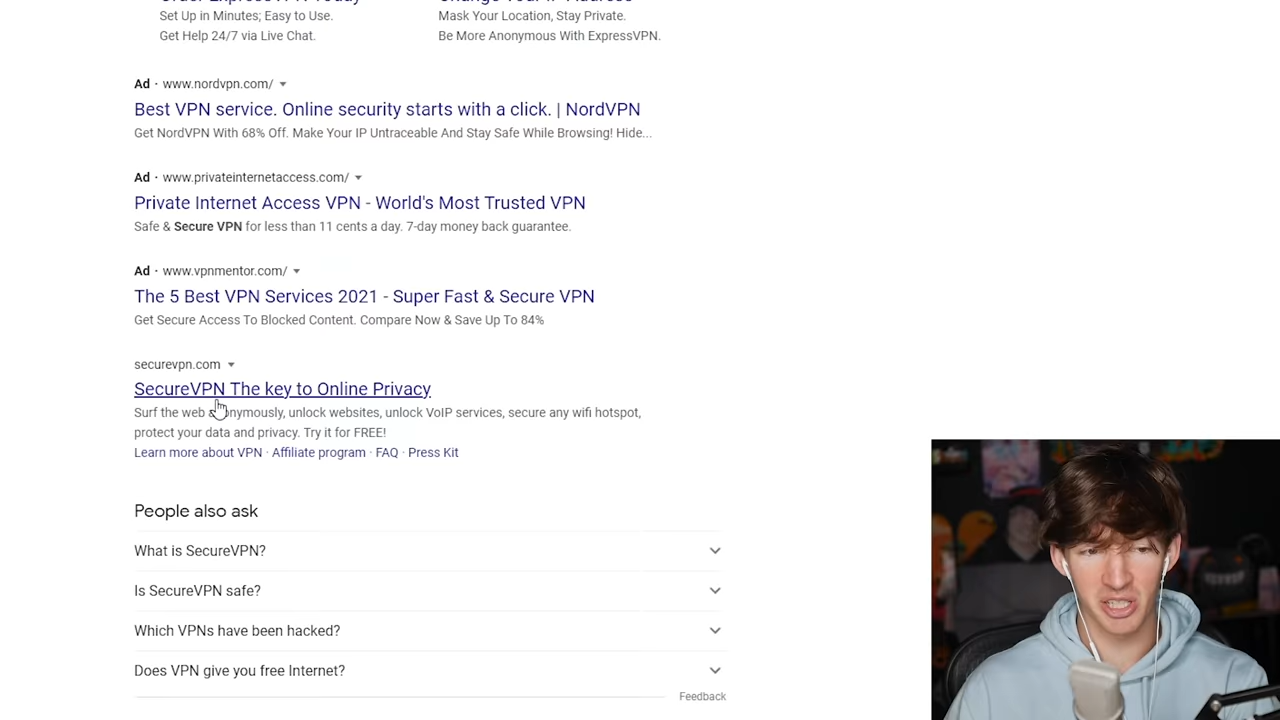 Set Up in Minutes; Easy to Use.
Mask Your Location, Stay Private.
Get Help 24/7 via Live Chat.
Be More Anonymous With ExpressVPN.
Ad · www.nordvpn.com/
Best VPN service. Online security starts with a click. | NordVPN
Get NordVPN With 68% Off. Make Your IP Untraceable And Stay Safe While Browsing! Hide...
Ad · www.privateinternetaccess.com/
Private Internet Access VPN - World's Most Trusted VPN
Safe & Secure VPN for less than 11 cents a day. 7-day money back guarantee.
Ad · www.vpnmentor.com/
The 5 Best VPN Services 2021 - Super Fast & Secure VPN
Get Secure Access To Blocked Content. Compare Now & Save Up To 84%
securevpn.com
SecureVPN The key to Online Privacy
Surf the web anonymously, unlock websites, unlock VoIP services, secure any wifi hotspot,
protect your data and privacy. Try it for FREE!
Learn more about VPN · Affiliate program · FAQ · Press Kit
People also ask
What is SecureVPN?
Is SecureVPN safe?
Which VPNs have been hacked?
Does VPN give you free Internet?
Feedback